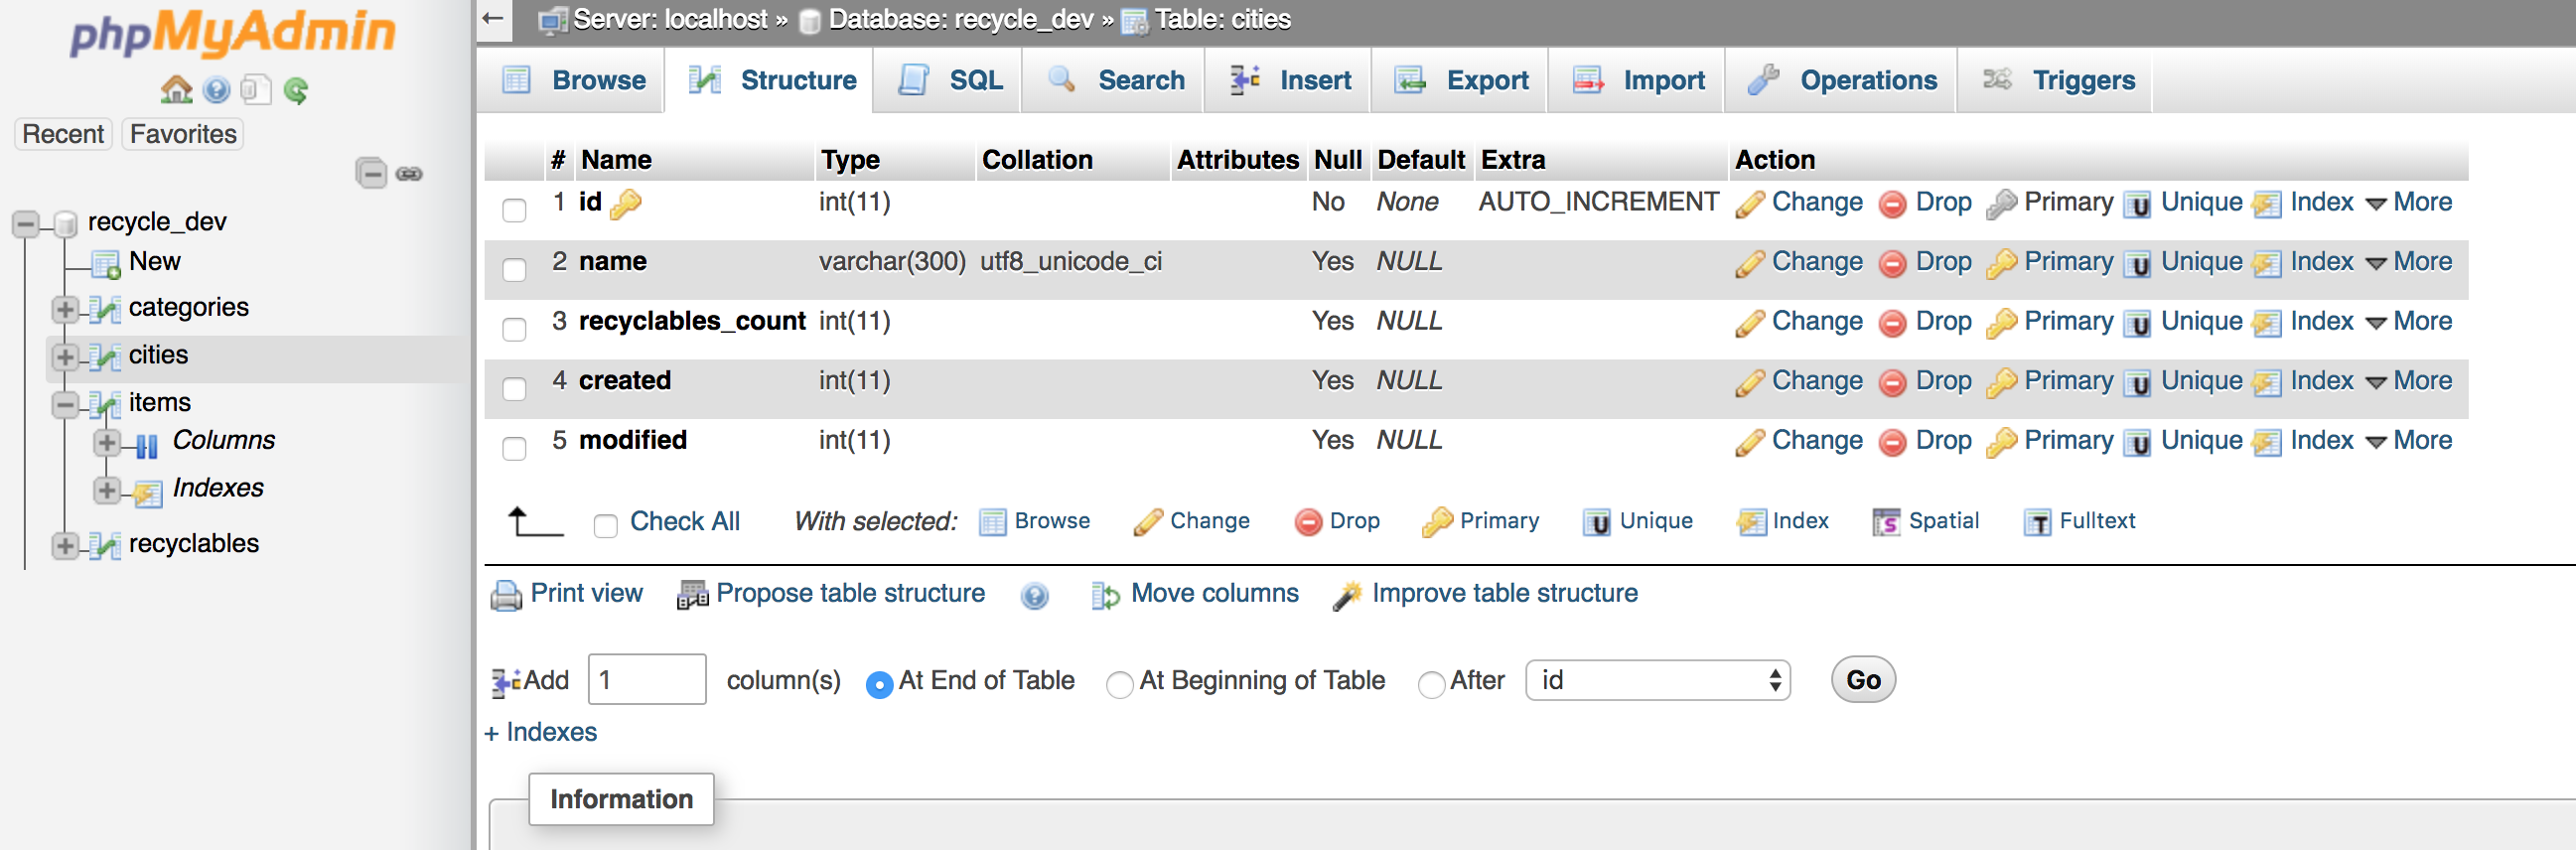 phpMyAdmin
Recent Favorites
recycle_dev
New
categories
cities
items
Columns
Indexes
recyclables
Server: localhost » Database: recycle_dev » Table: cities
Browse Structure SQL Search Insert Export Import Operations Triggers
# Name Type Collation Attributes Null Default Extra Action
1 id int(11) No None AUTO_INCREMENT Change Drop Primary Unique Index More
2 name varchar(300) utf8_unicode_ci Yes NULL Change Drop Primary Unique Index More
3 recyclables_count int(11) Yes NULL Change Drop Primary Unique Index More
4 created int(11) Yes NULL Change Drop Primary Unique Index More
5 modified int(11) Yes NULL Change Drop Primary Unique Index More
Check All With selected: Browse Change Drop Primary Unique Index Spatial Fulltext
Print view Propose table structure Move columns Improve table structure
Add 1 column(s) At End of Table At Beginning of Table After id Go
+ Indexes
Information